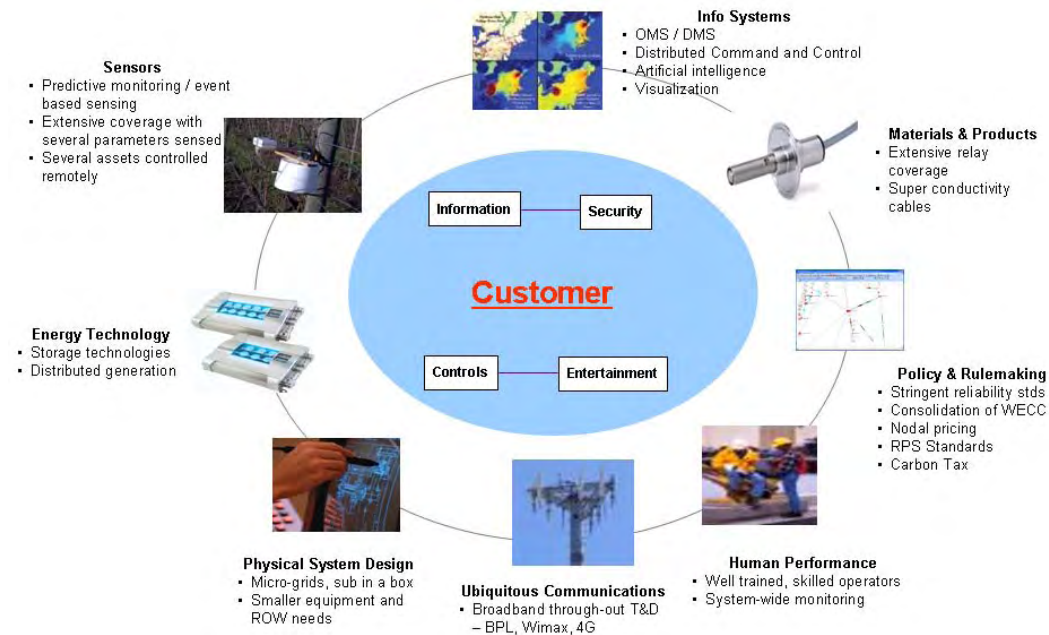 Info Systems
▪ OMS / DMS
▪ Distributed Command and Control
▪ Artificial intelligence
▪ Visualization
Sensors
▪ Predictive monitoring / event
based sensing
▪ Extensive coverage with
several parameters sensed
▪ Several assets controlled
remotely
Materials & Products
▪ Extensive relay
coverage
▪ Super conductivity
cables
Information
Security
Customer
Controls
Entertainment
Energy Technology
▪ Storage technologies
▪ Distributed generation
Policy & Rulemaking
▪ Stringent reliability stds
▪ Consolidation of WECC
▪ Nodal pricing
▪ RPS Standards
▪ Carbon Tax
Physical System Design
▪ Micro-grids, sub in a box
▪ Smaller equipment and
ROW needs
Ubiquitous Communications
▪ Broadband through-out T&D
– BPL, Wimax, 4G
Human Performance
▪ Well trained, skilled operators
▪ System-wide monitoring